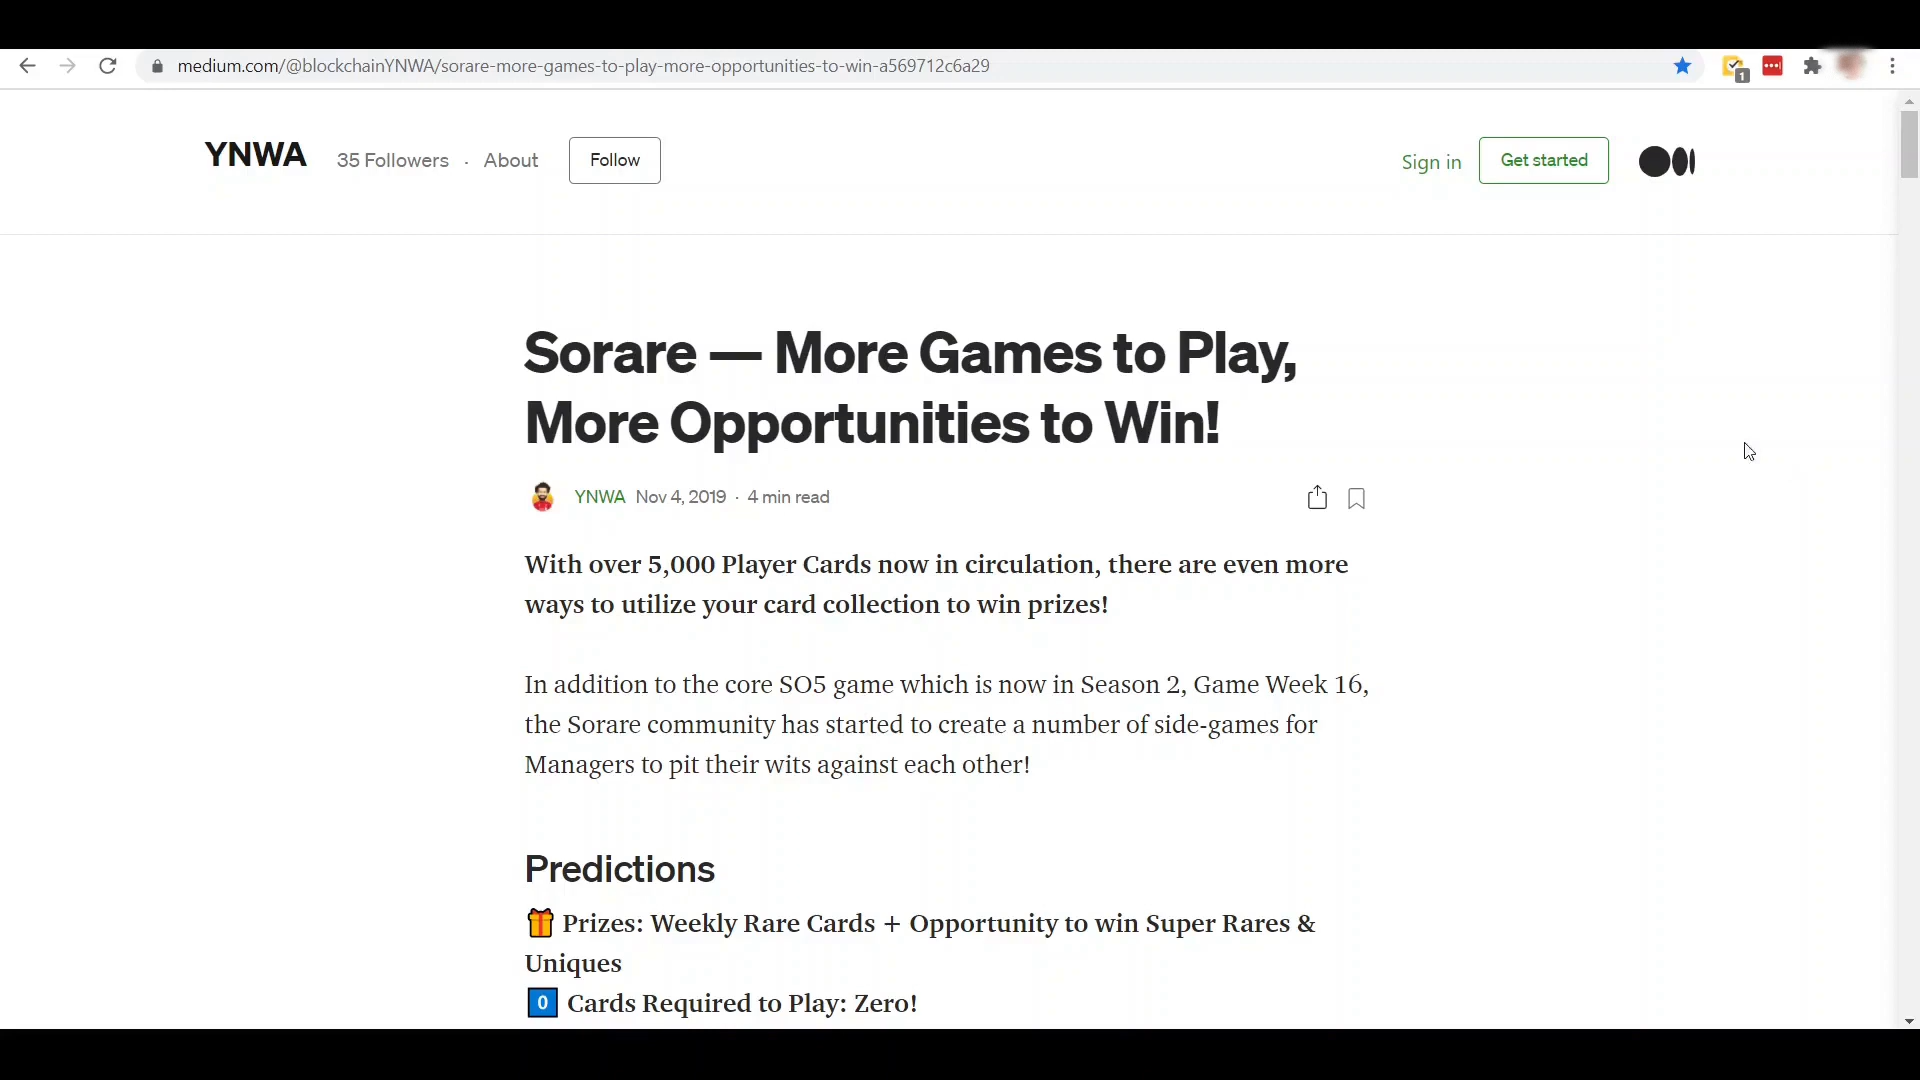 medium.com/@blockchainYNWA/sorare-more-games-to-play-more-opportunities-to-win-a569712c6a29
1
YNWA 35 Followers · About Follow
Sign in Get started
Sorare — More Games to Play,
More Opportunities to Win!
YNWA Nov 4, 2019 · 4 min read
With over 5,000 Player Cards now in circulation, there are even more
ways to utilize your card collection to win prizes!
In addition to the core SO5 game which is now in Season 2, Game Week 16,
the Sorare community has started to create a number of side-games for
Managers to pit their wits against each other!
Predictions
🎁 Prizes: Weekly Rare Cards + Opportunity to win Super Rares &
Uniques
0 Cards Required to Play: Zero!